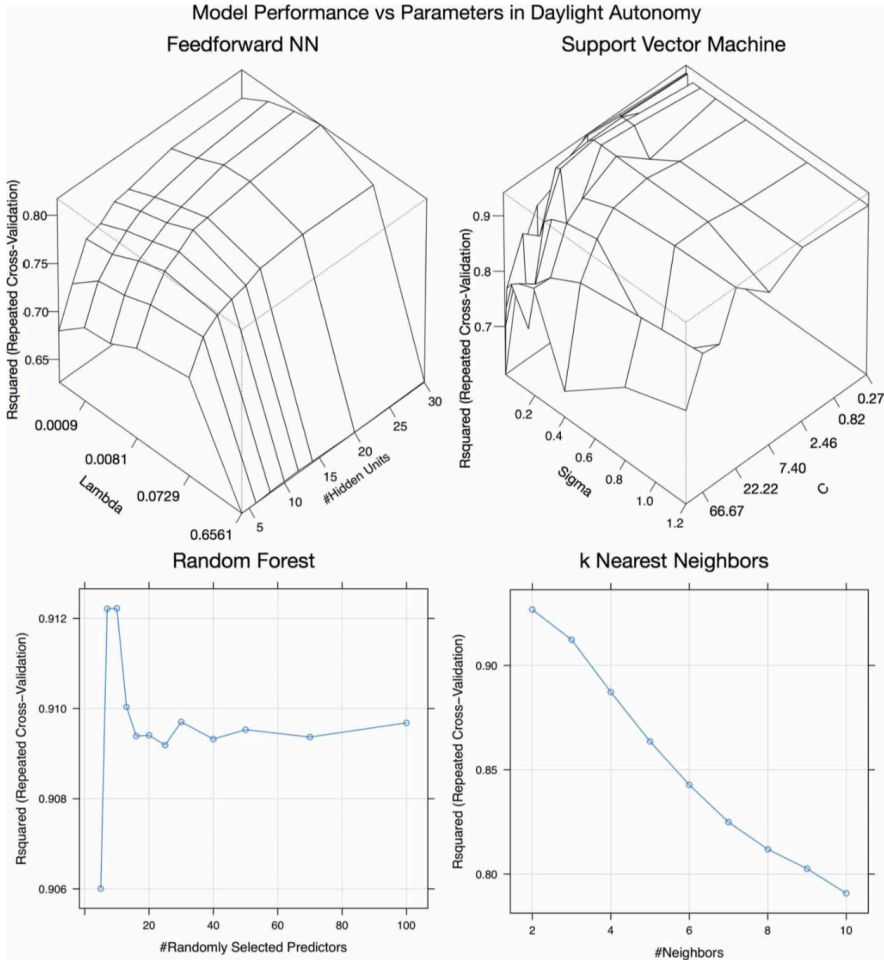 Model Performance vs Parameters in Daylight Autonomy
Feedforward NN
Rsquared (Repeated Cross-Validation)
0.80
0.75
0.70
0.65
0.0009
0.0081
0.0729
0.6561
Lambda
5
10
15
20
25
30
#Hidden Units
Support Vector Machine
Rsquared (Repeated Cross-Validation)
0.9
0.8
0.7
0.2
0.4
0.6
0.8
1.0
1.2
Sigma
66.67
22.22
7.40
2.46
0.82
0.27
C
Random Forest
Rsquared (Repeated Cross−Validation)
0.912
0.910
0.908
0.906
20 40 60 80 100
#Randomly Selected Predictors
k Nearest Neighbors
Rsquared (Repeated Cross−Validation)
0.90
0.85
0.80
2 4 6 8 10
#Neighbors